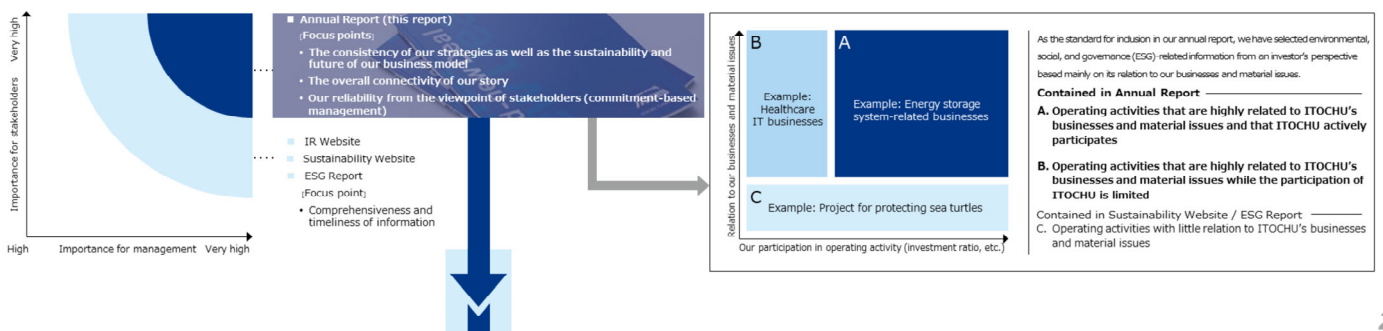 Very high
Importance for stakeholders
High
Importance for management
Very high
■ Annual Report (this report)
[Focus points]
• The consistency of our strategies as well as the sustainability and
future of our business model
• The overall connectivity of our story
• Our reliability from the viewpoint of stakeholders (commitment-based
management)
IR Website
Sustainability Website
ESG Report
[Focus point]
• Comprehensiveness and
timeliness of information
Relation to our businesses and material issues
B
Example:
Healthcare
IT businesses
A
Example: Energy storage
system-related businesses
C
Example: Project for protecting sea turtles
Our participation in operating activity (investment ratio, etc.)
As the standard for inclusion in our annual report, we have selected environmental,
social, and governance (ESG)-related information from an investor's perspective
based mainly on its relation to our businesses and material issues.
Contained in Annual Report
A. Operating activities that are highly related to ITOCHU's
businesses and material issues and that ITOCHU actively
participates
B. Operating activities that are highly related to ITOCHU's
businesses and material issues while the participation of
ITOCHU is limited
Contained in Sustainability Website / ESG Report
C. Operating activities with little relation to ITOCHU's businesses
and material issues